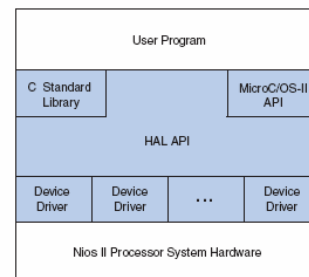 User Program
C Standard
Library
MicroC/OS-II
API
HAL API
Device
Driver
Device
Driver
...
Device
Driver
Nios II Processor System Hardware